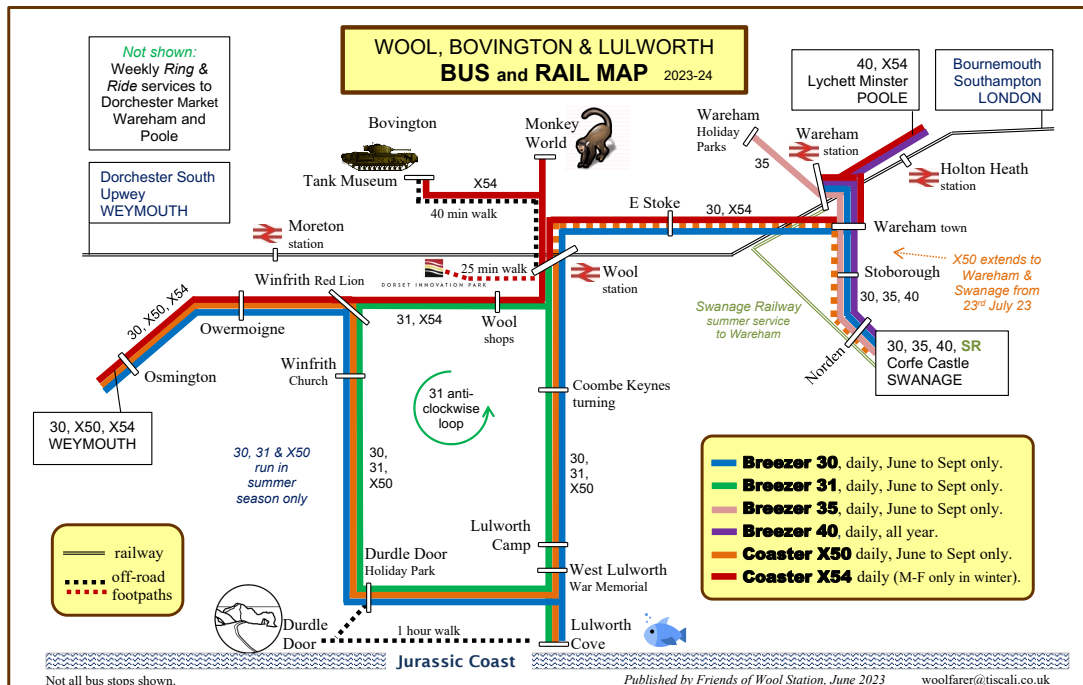 WOOL, BOVINGTON & LULWORTH
BUS and RAIL MAP 2023-24
Not shown:
Weekly Ring &
Ride services to
Dorchester Market
Wareham and
Poole
Dorchester South
Upwey
WEYMOUTH
Bovington
Tank Museum
Monkey
World
X54
40 min walk
Moreton
station
25 min walk
DORSET INNOVATION PARK
Wool
station
E Stoke
30, X54
Wareham
Holiday
Parks
35
Wareham
station
40, X54
Lychett Minster
POOLE
Bournemouth
Southampton
LONDON
Holton Heath
station
Wareham town
Stoborough
30, 35, 40
X50 extends to
Wareham &
Swanage from
23rd July 23
Swanage Railway
summer service
to Wareham
Norden
30, 35, 40, SR
Corfe Castle
SWANAGE
Winfrith Red Lion
30, X50, X54
Owermoigne
Osmington
30, X50, X54
WEYMOUTH
31, X54
Wool
shops
Winfrith
Church
31 anti-
clockwise
loop
Coombe Keynes
turning
30, 31 & X50
run in
summer
season only
30,
31,
X50
30,
31,
X50
Lulworth
Camp
West Lulworth
War Memorial
Durdle Door
Holiday Park
Durdle
Door
1 hour walk
Lulworth
Cove
railway
off-road
footpaths
Breezer 30, daily, June to Sept only.
Breezer 31, daily, June to Sept only.
Breezer 35, daily, June to Sept only.
Breezer 40, daily, all year.
Coaster X50 daily, June to Sept only.
Coaster X54 daily (M-F only in winter).
Jurassic Coast
Not all bus stops shown.
Published by Friends of Wool Station, June 2023
woolfarer@tiscali.co.uk